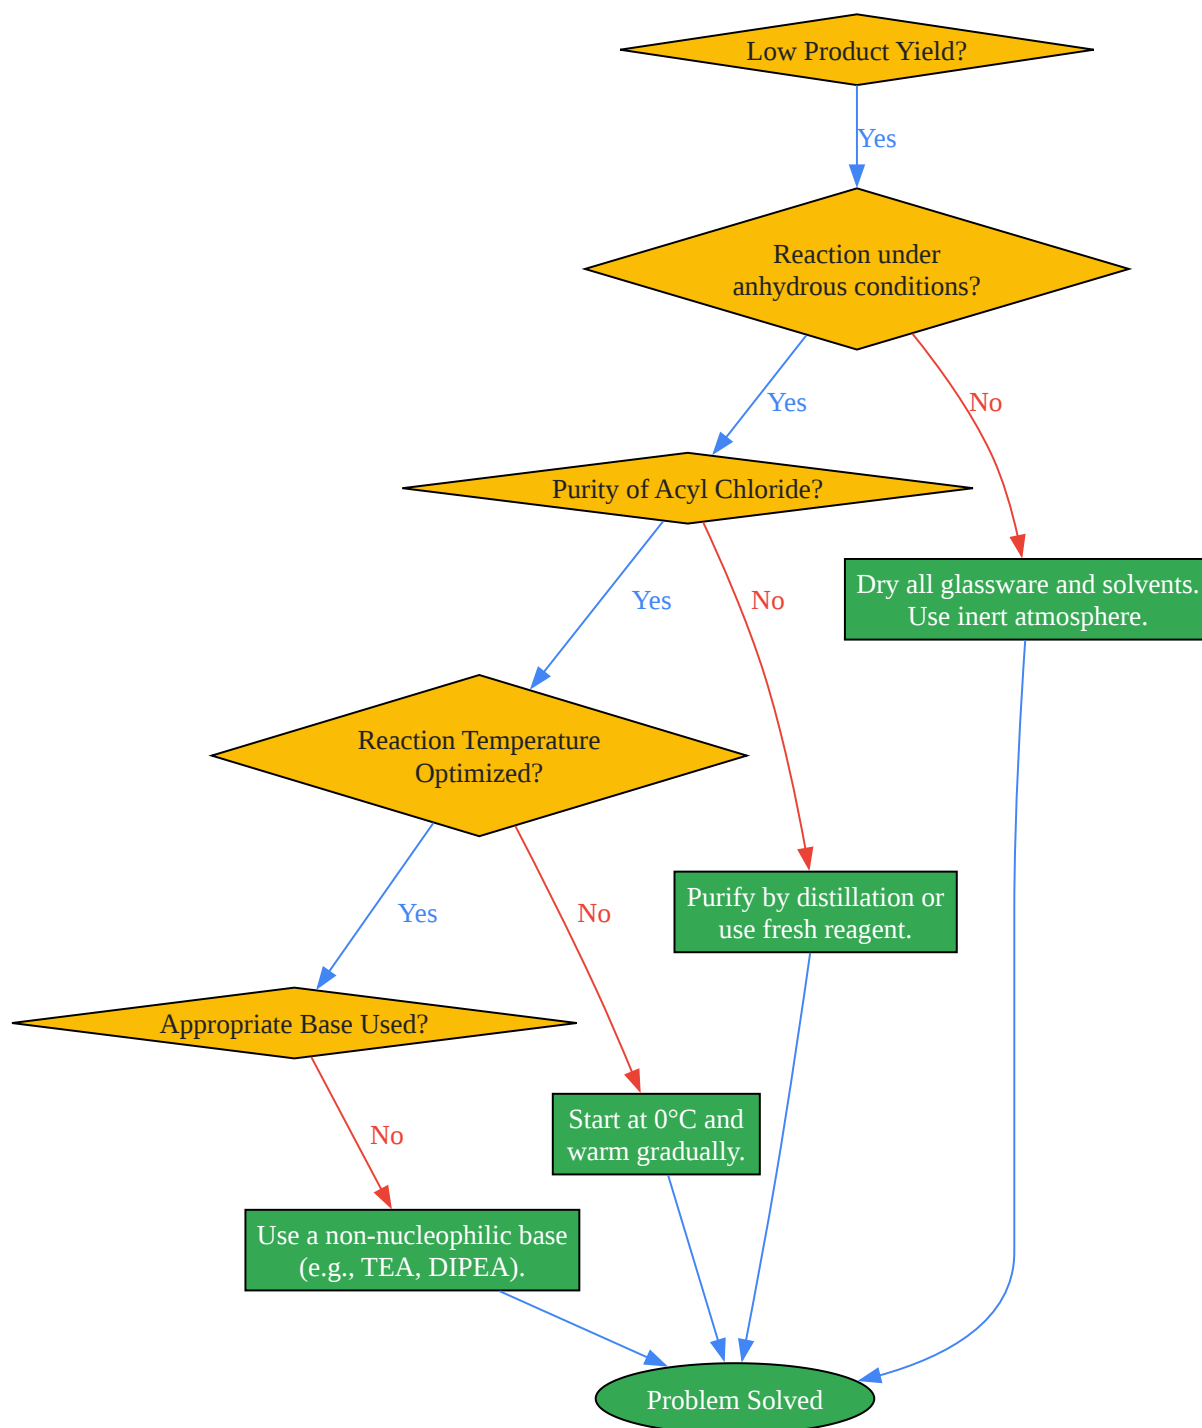 Low Product Yield?
Yes
Reaction under
anhydrous conditions?
Yes
No
Purity of Acyl Chloride?
Yes
No
Dry all glassware and solvents.
Use inert atmosphere.
Reaction Temperature
Optimized?
Yes
No
Purify by distillation or
use fresh reagent.
Appropriate Base Used?
No
Start at 0°C and
warm gradually.
Use a non-nucleophilic base
(e.g., TEA, DIPEA).
Problem Solved